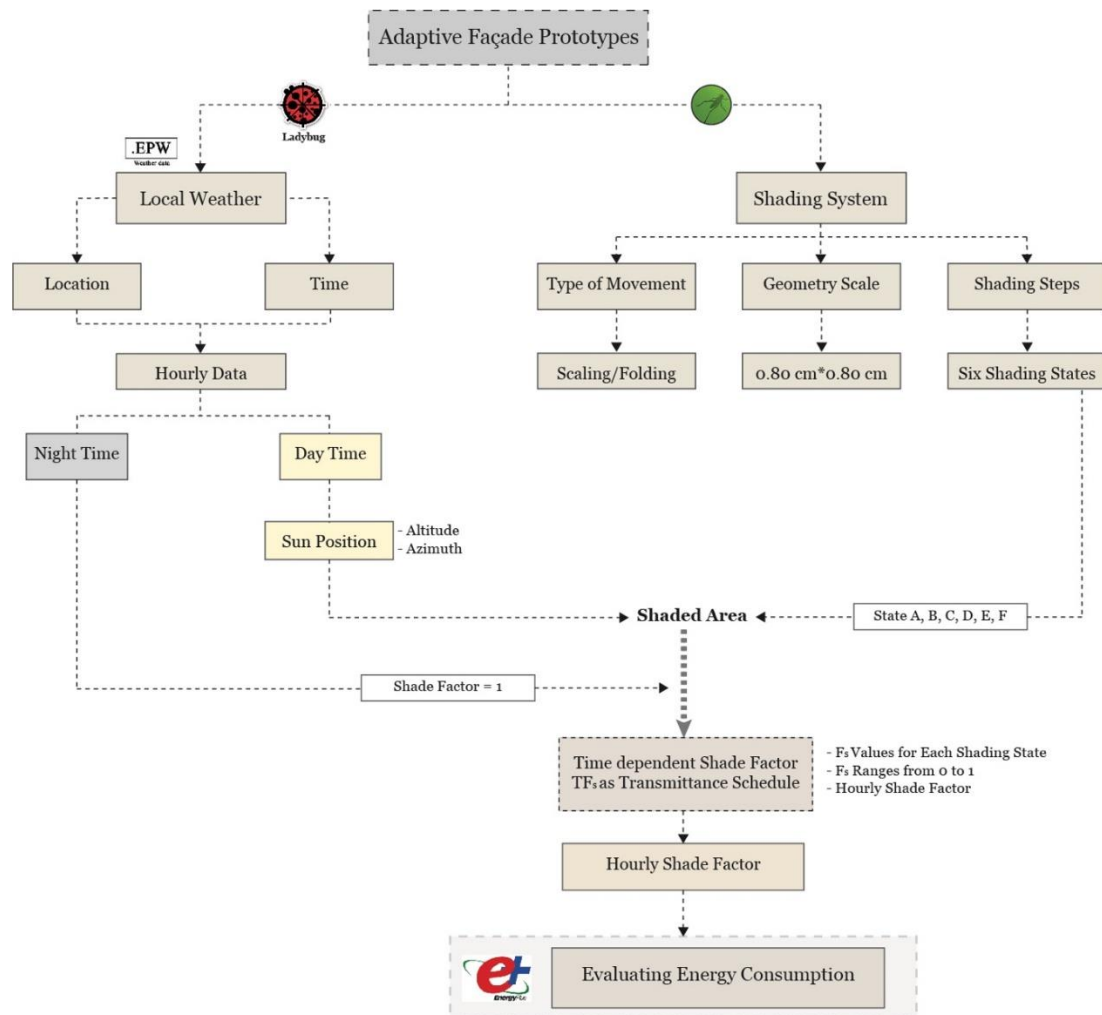 Adaptive Façade Prototypes
Ladybug
.EPW
Weather data
Local Weather
Shading System
Location
Time
Type of Movement
Geometry Scale
Shading Steps
Hourly Data
Scaling/Folding
0.80 cm*0.80 cm
Six Shading States
Night Time
Day Time
Sun Position
- Altitude
- Azimuth
Shaded Area
State A, B, C, D, E, F
Shade Factor = 1
Time dependent Shade Factor
TFs as Transmittance Schedule
- Fs Values for Each Shading State
- Fs Ranges from 0 to 1
- Hourly Shade Factor
Hourly Shade Factor
e+
Evaluating Energy Consumption